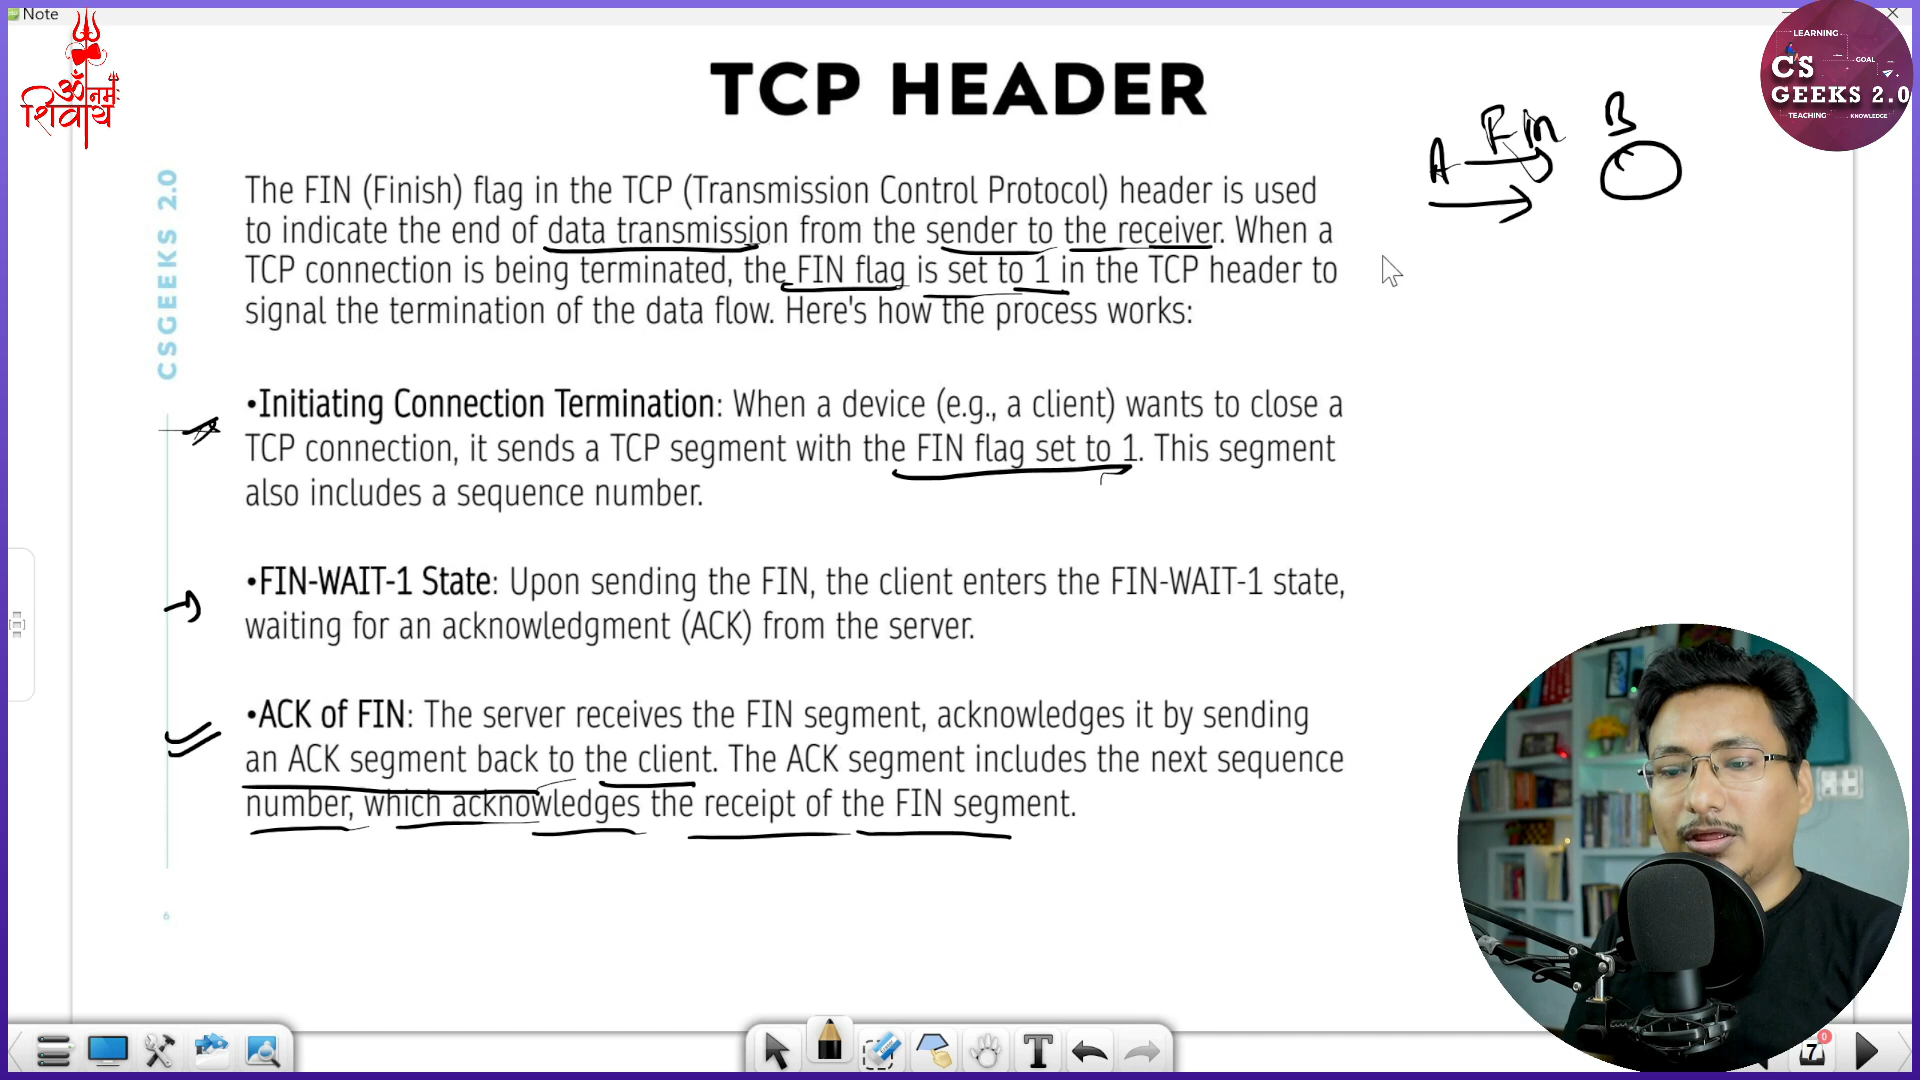 Note
ॐ नमः
शिवाय
TCP HEADER
LEARNING
GOAL
CS
GEEKS 2.0
TEACHING
KNOWLEDGE
A Fin B
CSGEEKS 2.0
The FIN (Finish) flag in the TCP (Transmission Control Protocol) header is used
to indicate the end of data transmission from the sender to the receiver. When a
TCP connection is being terminated, the FIN flag is set to 1 in the TCP header to
signal the termination of the data flow. Here's how the process works:
•Initiating Connection Termination: When a device (e.g., a client) wants to close a
TCP connection, it sends a TCP segment with the FIN flag set to 1. This segment
also includes a sequence number.
•FIN-WAIT-1 State: Upon sending the FIN, the client enters the FIN-WAIT-1 state,
waiting for an acknowledgment (ACK) from the server.
•ACK of FIN: The server receives the FIN segment, acknowledges it by sending
an ACK segment back to the client. The ACK segment includes the next sequence
number, which acknowledges the receipt of the FIN segment.
6
T
7
0